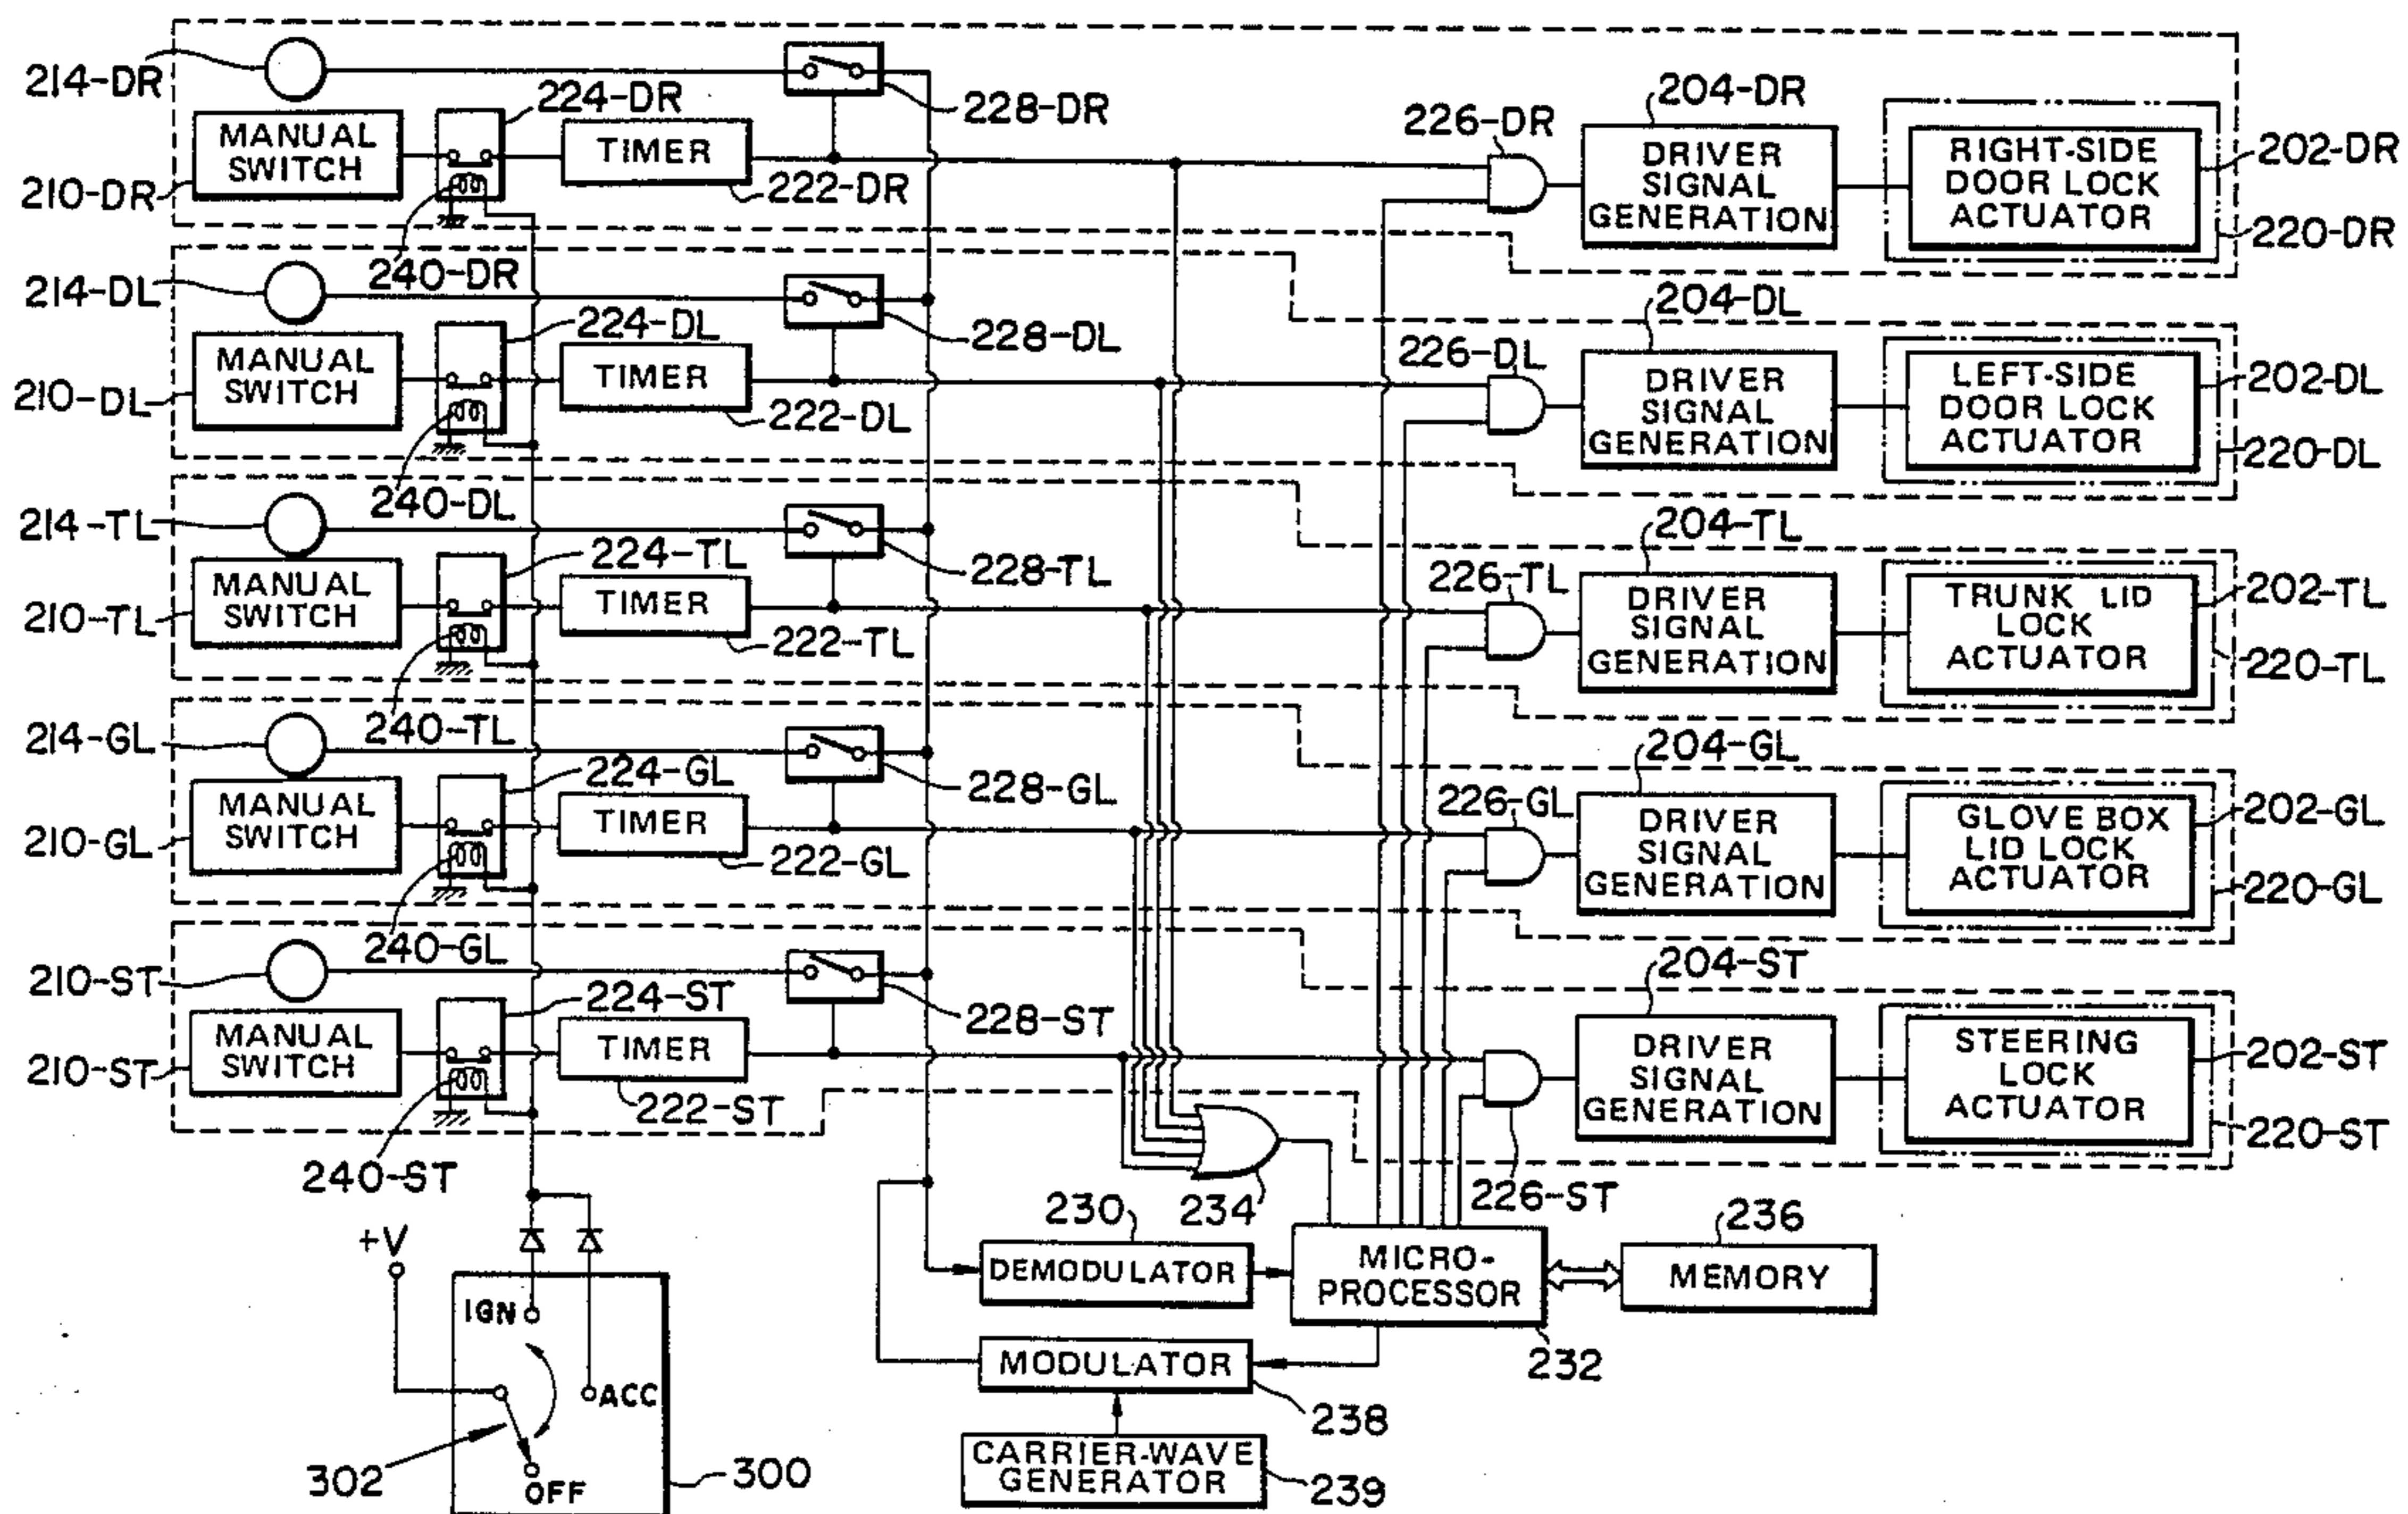 214-DR
MANUAL
SWITCH
210-DR
224-DR
240-DR
TIMER
222-DR
228-DR
226-DR
204-DR
DRIVER
SIGNAL
GENERATION
RIGHT-SIDE
DOOR LOCK
ACTUATOR
202-DR
220-DR
214-DL
MANUAL
SWITCH
210-DL
224-DL
240-DL
TIMER
222-DL
228-DL
226-DL
204-DL
DRIVER
SIGNAL
GENERATION
LEFT-SIDE
DOOR LOCK
ACTUATOR
202-DL
220-DL
214-TL
MANUAL
SWITCH
210-TL
224-TL
240-TL
TIMER
222-TL
228-TL
226-TL
204-TL
DRIVER
SIGNAL
GENERATION
TRUNK LID
LOCK
ACTUATOR
202-TL
220-TL
214-GL
MANUAL
SWITCH
210-GL
224-GL
240-GL
TIMER
222-GL
228-GL
226-GL
204-GL
DRIVER
SIGNAL
GENERATION
GLOVE BOX
LID LOCK
ACTUATOR
202-GL
220-GL
210-ST
MANUAL
SWITCH
210-ST
224-ST
240-ST
TIMER
222-ST
228-ST
226-ST
204-ST
DRIVER
SIGNAL
GENERATION
STEERING
LOCK
ACTUATOR
202-ST
220-ST
+V
IGN
ACC
OFF
302
300
230
DEMODULATOR
234
MICRO-
PROCESSOR
232
236
MEMORY
MODULATOR
238
CARRIER-WAVE
GENERATOR
239